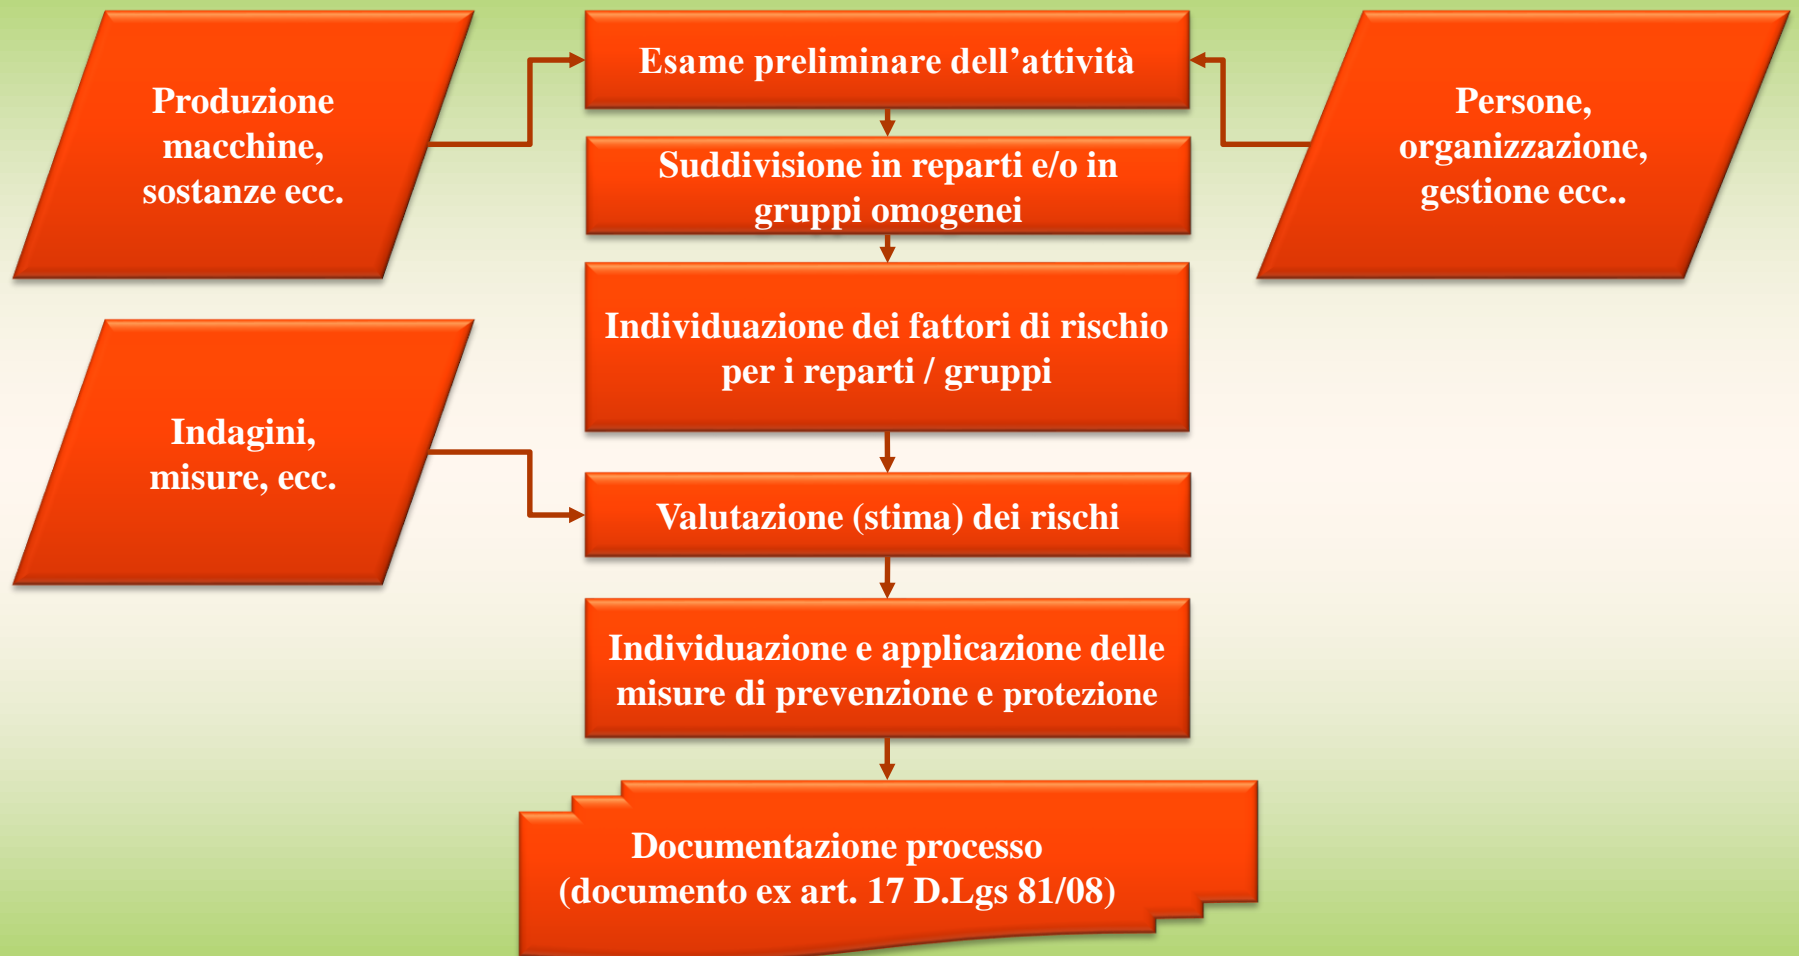 Produzione
macchine,
sostanze ecc.
Esame preliminare dell’attività
Persone,
organizzazione,
gestione ecc..
Suddivisione in reparti e/o in
gruppi omogenei
Individuazione dei fattori di rischio
per i reparti / gruppi
Indagini,
misure, ecc.
Valutazione (stima) dei rischi
Individuazione e applicazione delle
misure di prevenzione e protezione
Documentazione processo
(documento ex art. 17 D.Lgs 81/08)